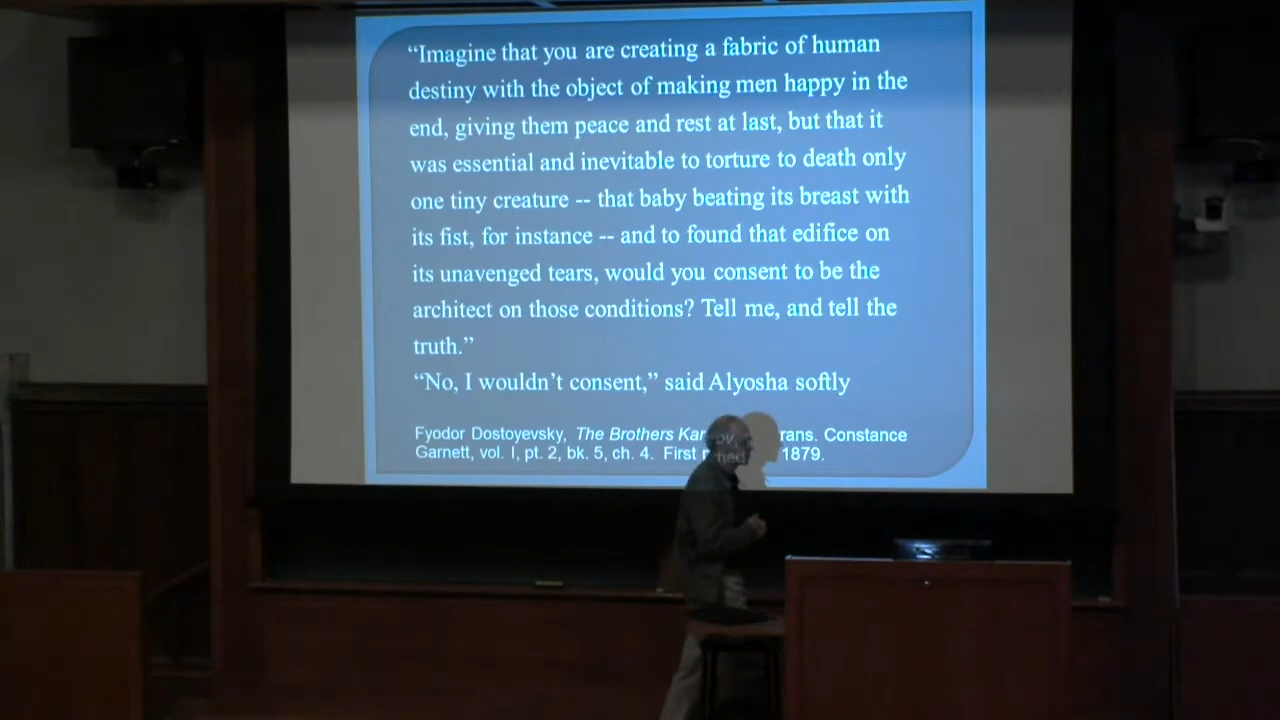 “Imagine that you are creating a fabric of human
destiny with the object of making men happy in the
end, giving them peace and rest at last, but that it
was essential and inevitable to torture to death only
one tiny creature -- that baby beating its breast with
its fist, for instance -- and to found that edifice on
its unavenged tears, would you consent to be the
architect on those conditions? Tell me, and tell the
truth.”
“No, I wouldn’t consent,” said Alyosha softly
Fyodor Dostoyevsky, The Brothers Kar ov rans. Constance
Garnett, vol. I, pt. 2, bk. 5, ch. 4. First hed 1879.